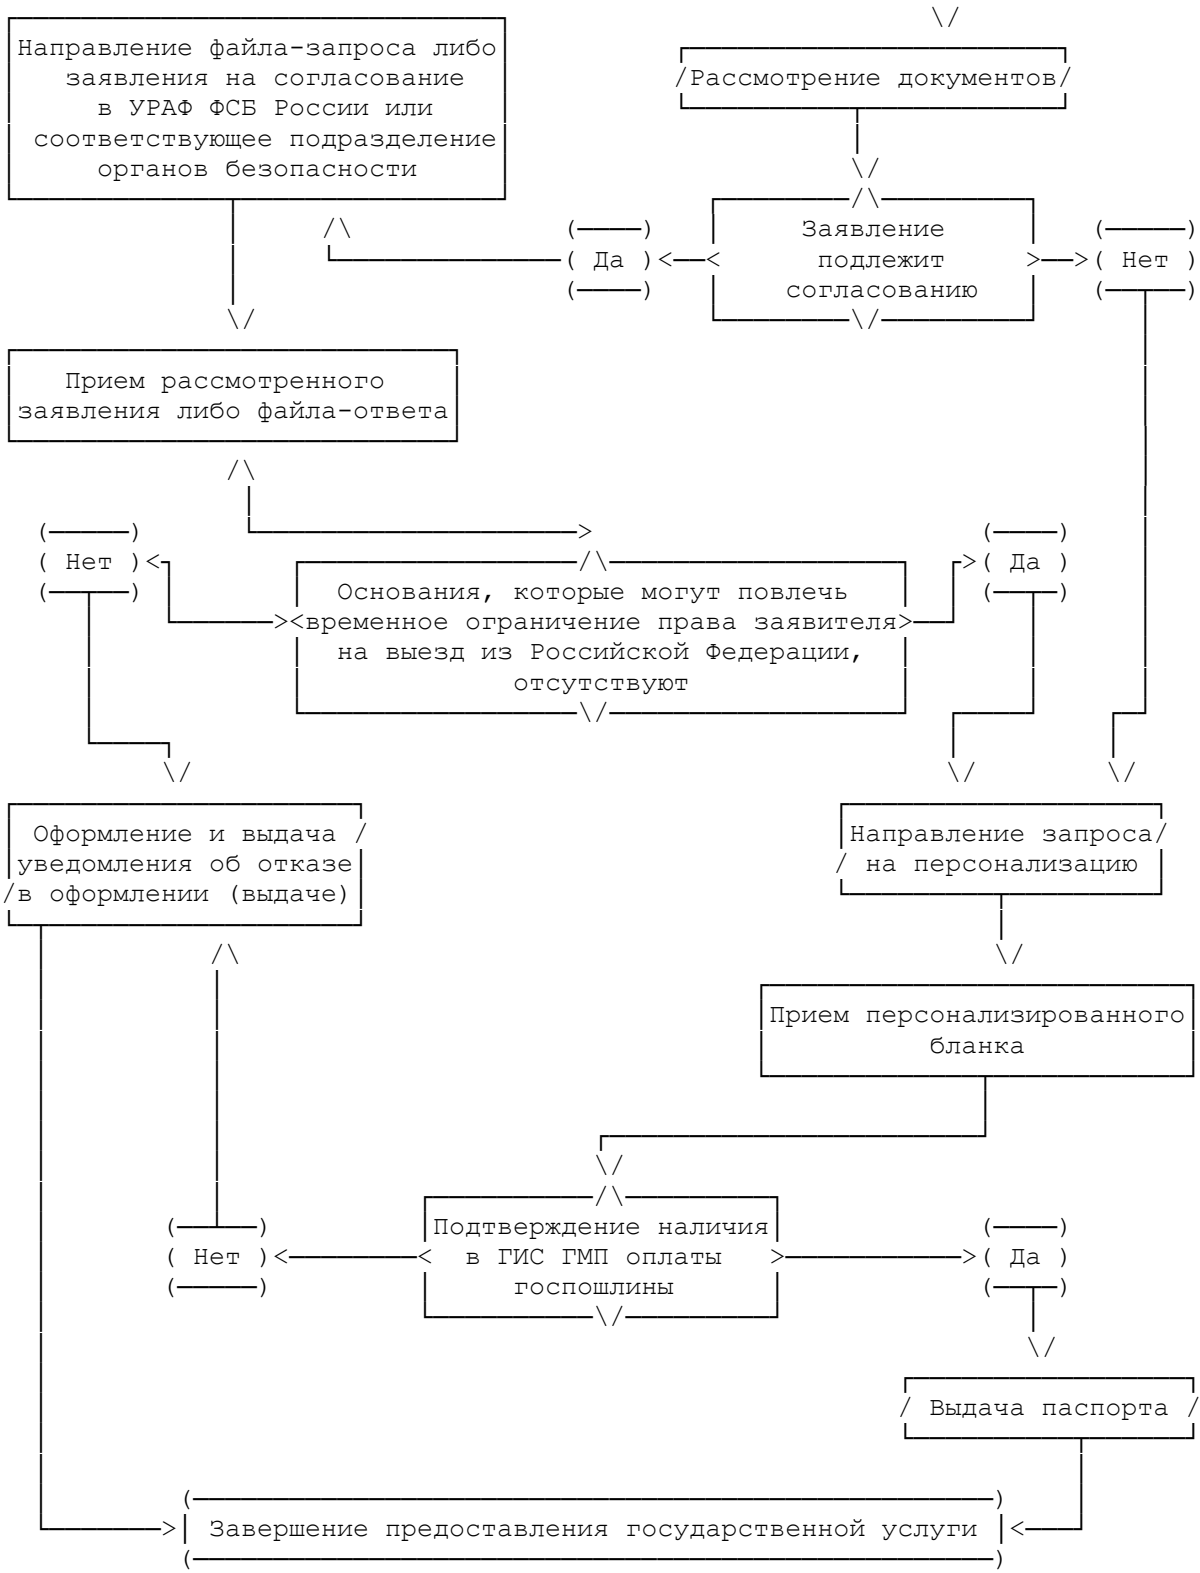 Направление файла-запроса либо
заявления на согласование
в УРАФ ФСБ России или
соответствующее подразделение
органов безопасности
Рассмотрение документов
Заявление
подлежит
согласованию
Да
Нет
Прием рассмотренного
заявления либо файла-ответа
Нет
Да
Основания, которые могут повлечь
временное ограничение права заявителя
на выезд из Российской Федерации,
отсутствуют
Оформление и выдача
уведомления об отказе
в оформлении (выдаче)
Направление запроса
на персонализацию
Прием персонализированного
бланка
Подтверждение наличия
в ГИС ГМП оплаты
госпошлины
Нет
Да
Выдача паспорта
Завершение предоставления государственной услуги